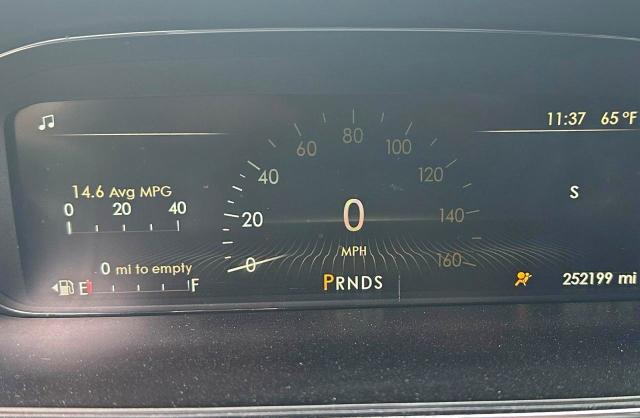 11:37 65 °F
80
60 100
40 120
14.6 Avg MPG
0 20 40
S
20 140
0
MPH
0 160
0 mi to empty
E F
PRNDS
252199 mi